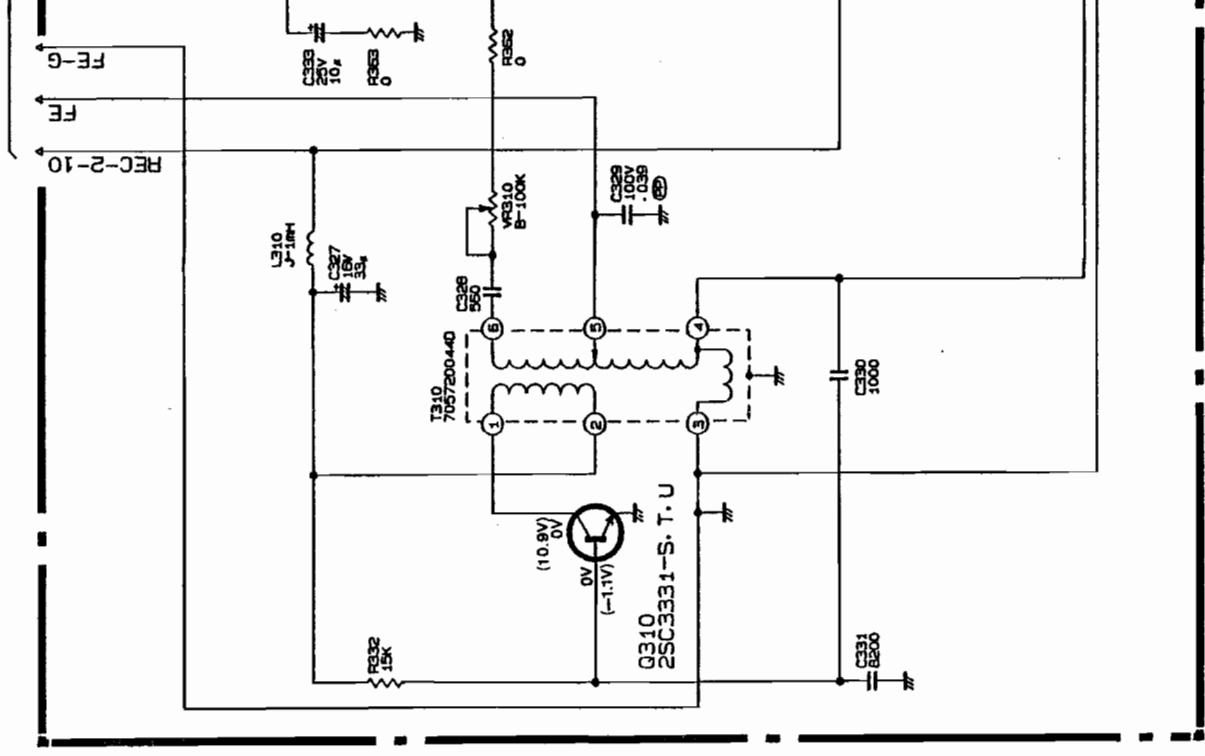 FE-G
FE
REC-2-10
C333
25V
10µ
R363
0
R362
0
L310
J-1mH
C327
16V
33µ
VR310
B-100K
C329
100V
.039
PP
C328
560
6
5
4
T310
7057200440
1
2
3
C330
1000
(10.9V)
0V
0V
(-1.1V)
Q310
2SC3331-S.T.U
R332
15K
C331
8200